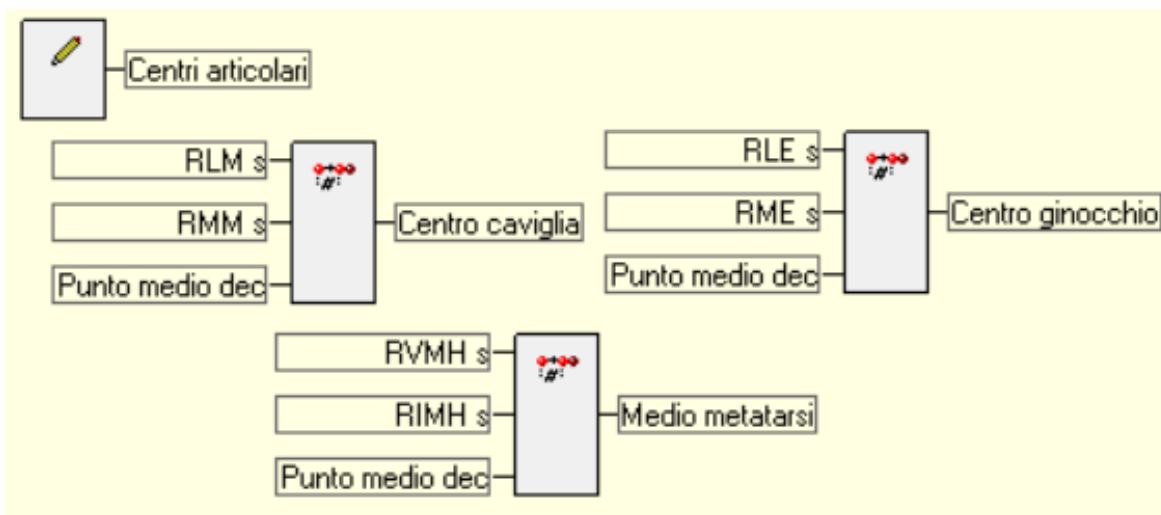 Centri articolari
RLM s
RMM s
Punto medio dec
Centro caviglia
RLE s
RME s
Punto medio dec
Centro ginocchio
RVMH s
RIMH s
Punto medio dec
Medio metatarsi